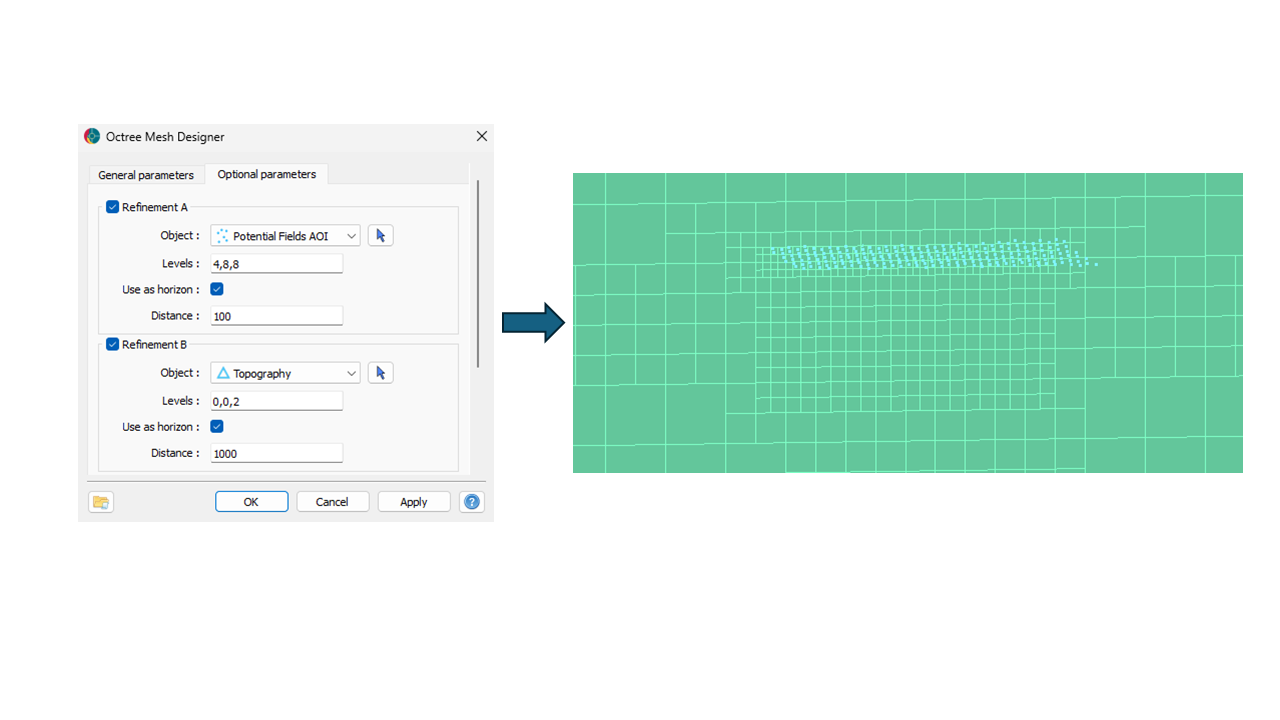 Octree Mesh Designer
General parameters
Optional parameters
Refinement A
Object :
Potential Fields AOI
Levels :
4,8,8
Use as horizon :
Distance :
100
Refinement B
Object :
Topography
Levels :
0,0,2
Use as horizon :
Distance :
1000
OK
Cancel
Apply
?